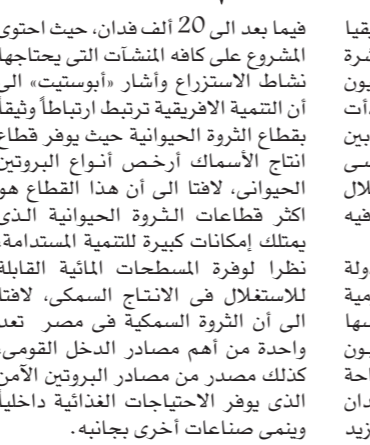 فيما بعد الى 20 ألف فدان، حيث احتوى
المشروع على كافه المنشآت التى يحتاجها
نشاط الاستزراع وأشار «أبوستيت» الى
أن التنمية الافريقية ترتبط ارتباطاً وثيقاً
بقطاع الثروة الحيوانية حيث يوفر قطاع
انتاج الأسماك أرخص أنواع البروتين
الحيوانى، لافتا الى أن هذا القطاع هو
اكثر قطاعات الثروة الحيوانية الذى
يمتلك إمكانات كبيرة للتنمية المستدامة،
نظرا لوفرة المسطحات المائية القابلة
للاستغلال فى الانتاج السمكى، لافتا
الى أن الثروة السمكية فى مصر تعد
واحدة من أهم مصادر الدخل القومى،
كذلك مصدر من مصادر البروتين الآمن
الذى يوفر الاحتياجات الغذائية داخلياً
وينمى صناعات أخرى بجانبه.